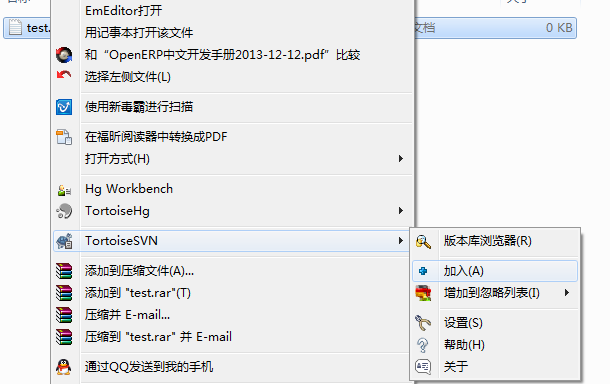 EmEditor打开
用记事本打开该文件
test.
文档
0 KB
和“OpenERP中文开发手册2013-12-12.pdf”比较
选择左侧文件(L)
使用新毒霸进行扫描
在福昕阅读器中转换成PDF
打开方式(H)
Hg Workbench
TortoiseHg
TortoiseSVN
添加到压缩文件(A)...
添加到 "test.rar"(T)
压缩并 E-mail...
压缩到 "test.rar" 并 E-mail
通过QQ发送到我的手机
版本库浏览器(R)
加入(A)
增加到忽略列表(I)
设置(S)
帮助(H)
关于